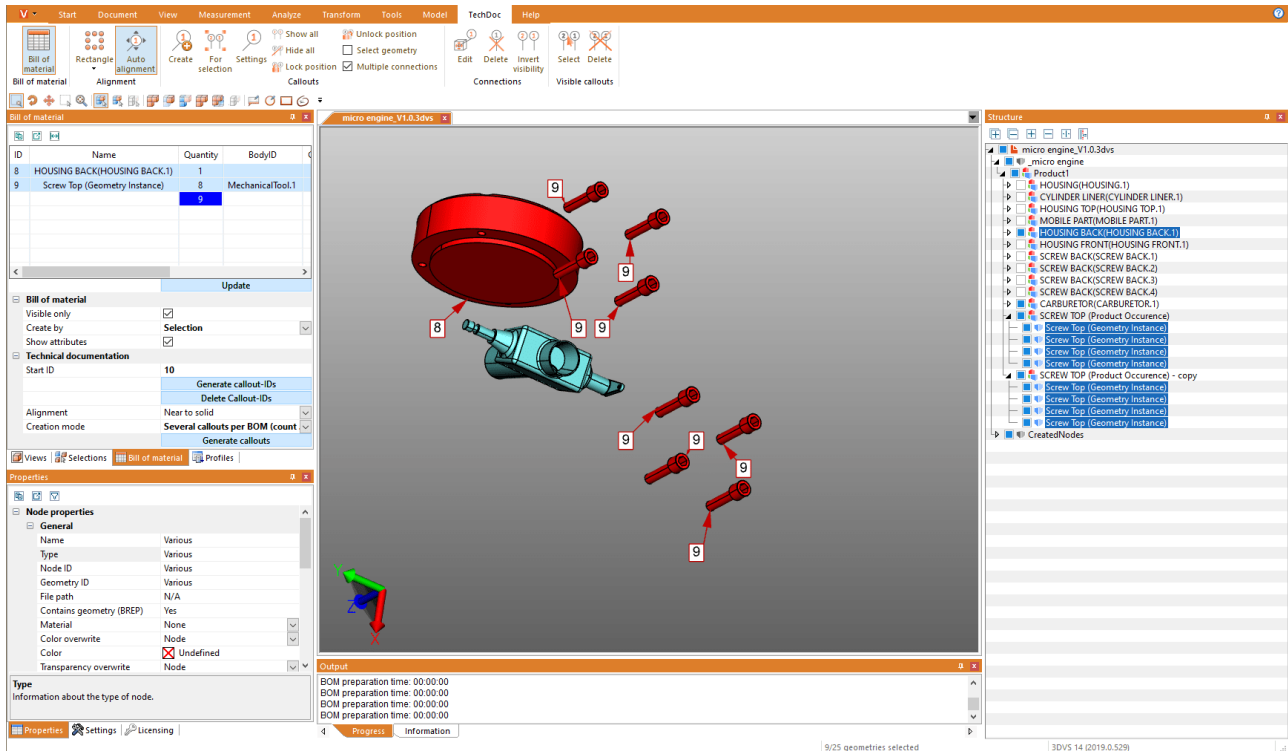 V Start Document View Measurement Analyze Transform Tools Model TechDoc Help
Bill of material
Rectangle
Auto alignment
Create
For selection
Settings
Show all
Hide all
Lock position
Unlock position
Select geometry
Multiple connections
Edit
Delete
Invert visibility
Select
Delete
Bill of material Alignment Callouts Connections Visible callouts
Bill of material
ID Name Quantity BodyID
8 HOUSING BACK(HOUSING BACK.1) 1
9 Screw Top (Geometry Instance) 8 MechanicalTool.1
9
Update
Bill of material
Visible only
Create by Selection
Show attributes
Technical documentation
Start ID 10
Generate callout-IDs
Delete Callout-IDs
Alignment Near to solid
Creation mode Several callouts per BOM (count
Generate callouts
Views Selections Bill of material Profiles
Properties
Node properties
General
Name Various
Type Various
Node ID Various
Geometry ID Various
File path N/A
Contains geometry (BREP) Yes
Material None
Color overwrite Node
Color Undefined
Transparency overwrite Node
Type
Information about the type of node.
Properties Settings Licensing
micro engine_V1.0.3dvs
9
9
8
9
9
9
9
9
9
Y
Z
X
Output
BOM preparation time: 00:00:00
BOM preparation time: 00:00:00
BOM preparation time: 00:00:00
BOM preparation time: 00:00:00
Progress Information
Structure
micro engine_V1.0.3dvs
_micro engine
Product1
HOUSING(HOUSING.1)
CYLINDER LINER(CYLINDER LINER.1)
HOUSING TOP(HOUSING TOP.1)
MOBILE PART(MOBILE PART.1)
HOUSING BACK(HOUSING BACK.1)
HOUSING FRONT(HOUSING FRONT.1)
SCREW BACK(SCREW BACK.1)
SCREW BACK(SCREW BACK.2)
SCREW BACK(SCREW BACK.3)
SCREW BACK(SCREW BACK.4)
CARBURETOR(CARBURETOR.1)
SCREW TOP (Product Occurence)
Screw Top (Geometry Instance)
Screw Top (Geometry Instance)
Screw Top (Geometry Instance)
Screw Top (Geometry Instance)
SCREW TOP (Product Occurence) - copy
Screw Top (Geometry Instance)
Screw Top (Geometry Instance)
Screw Top (Geometry Instance)
Screw Top (Geometry Instance)
CreatedNodes
9/25 geometries selected
3DVS 14 (2019.0.529)